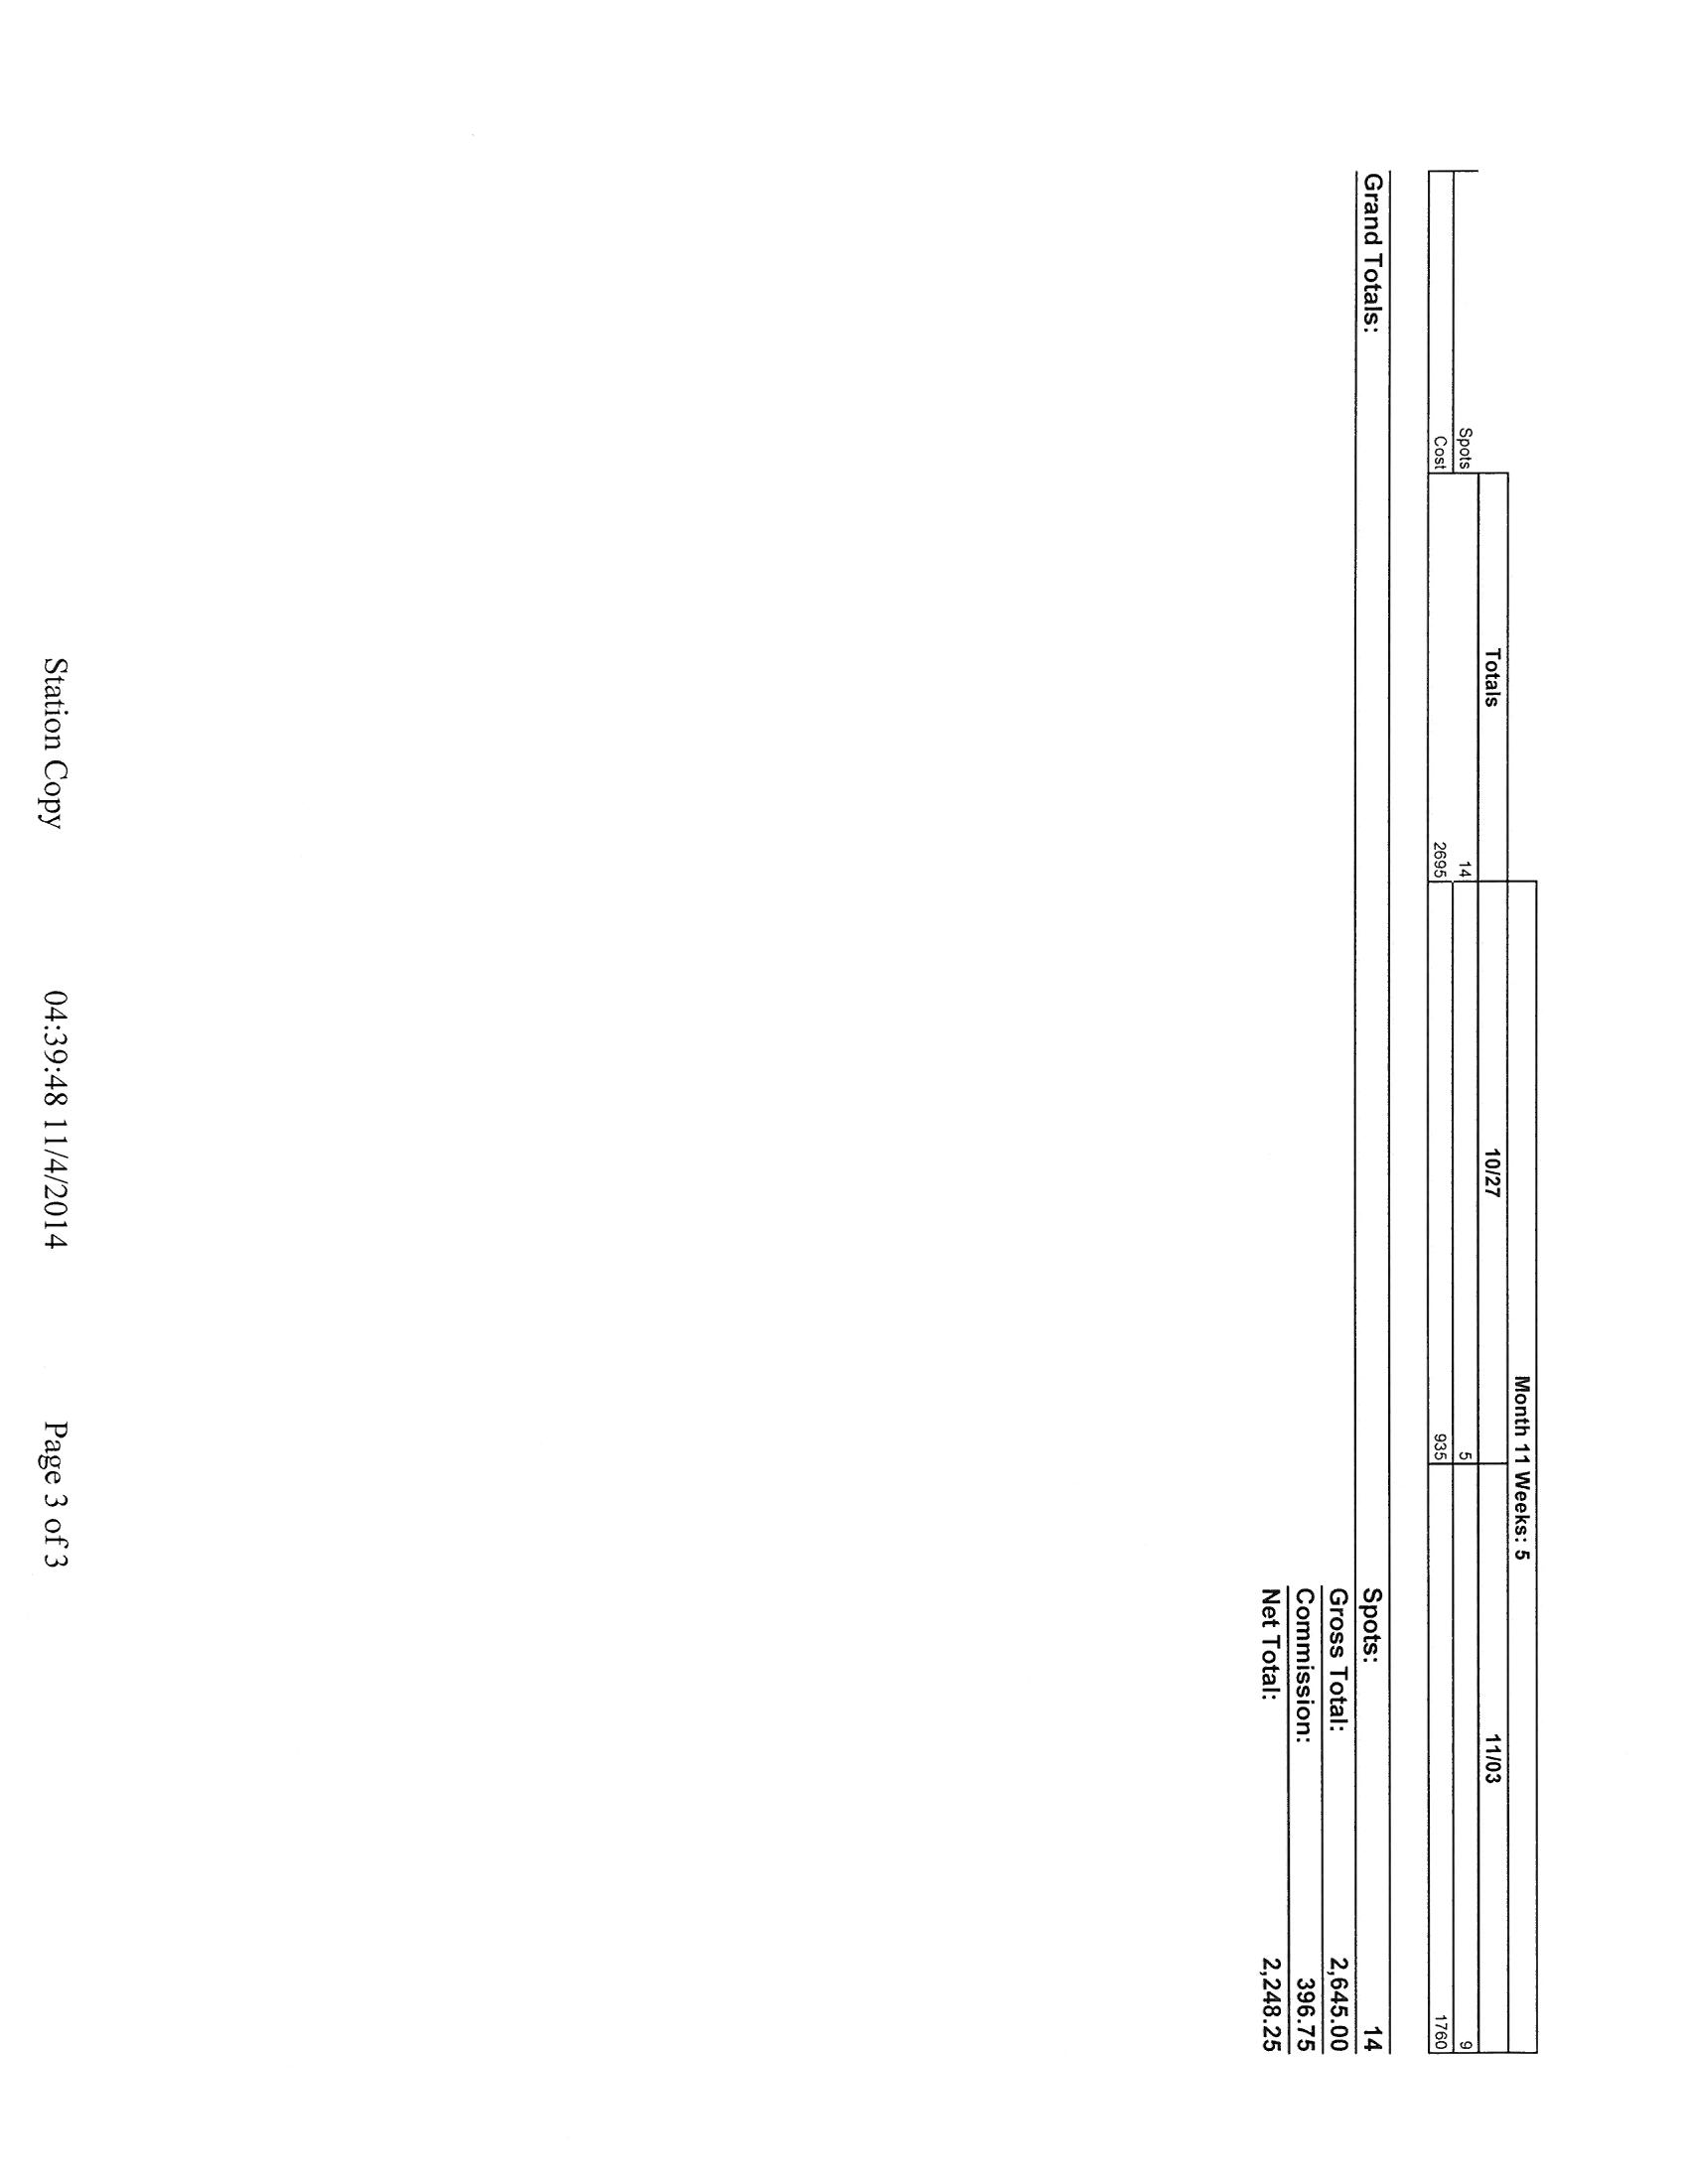 Month 11 Weeks: 5
Totals 10/27 11/03
Spots 14 5 9
Cost 2695 935 1760
Grand Totals: Spots: 14
Gross Total: 2,645.00
Commission: 396.75
Net Total: 2,248.25
Station Copy 04:39:48 11/4/2014 Page 3 of 3